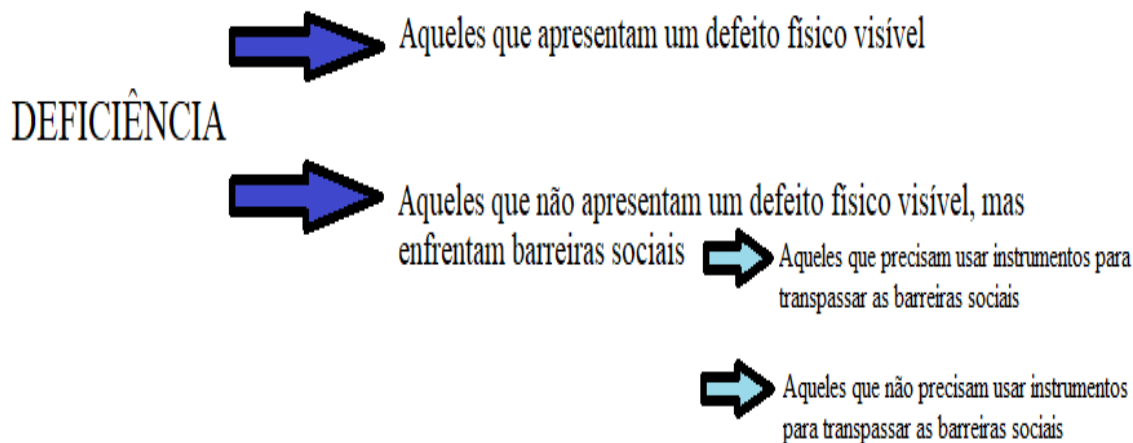 Aqueles que apresentam um defeito físico visível
DEFICIÊNCIA
Aqueles que não apresentam um defeito físico visível, mas
enfrentam barreiras sociais
Aqueles que precisam usar instrumentos para
transpassar as barreiras sociais
Aqueles que não precisam usar instrumentos
para transpassar as barreiras sociais